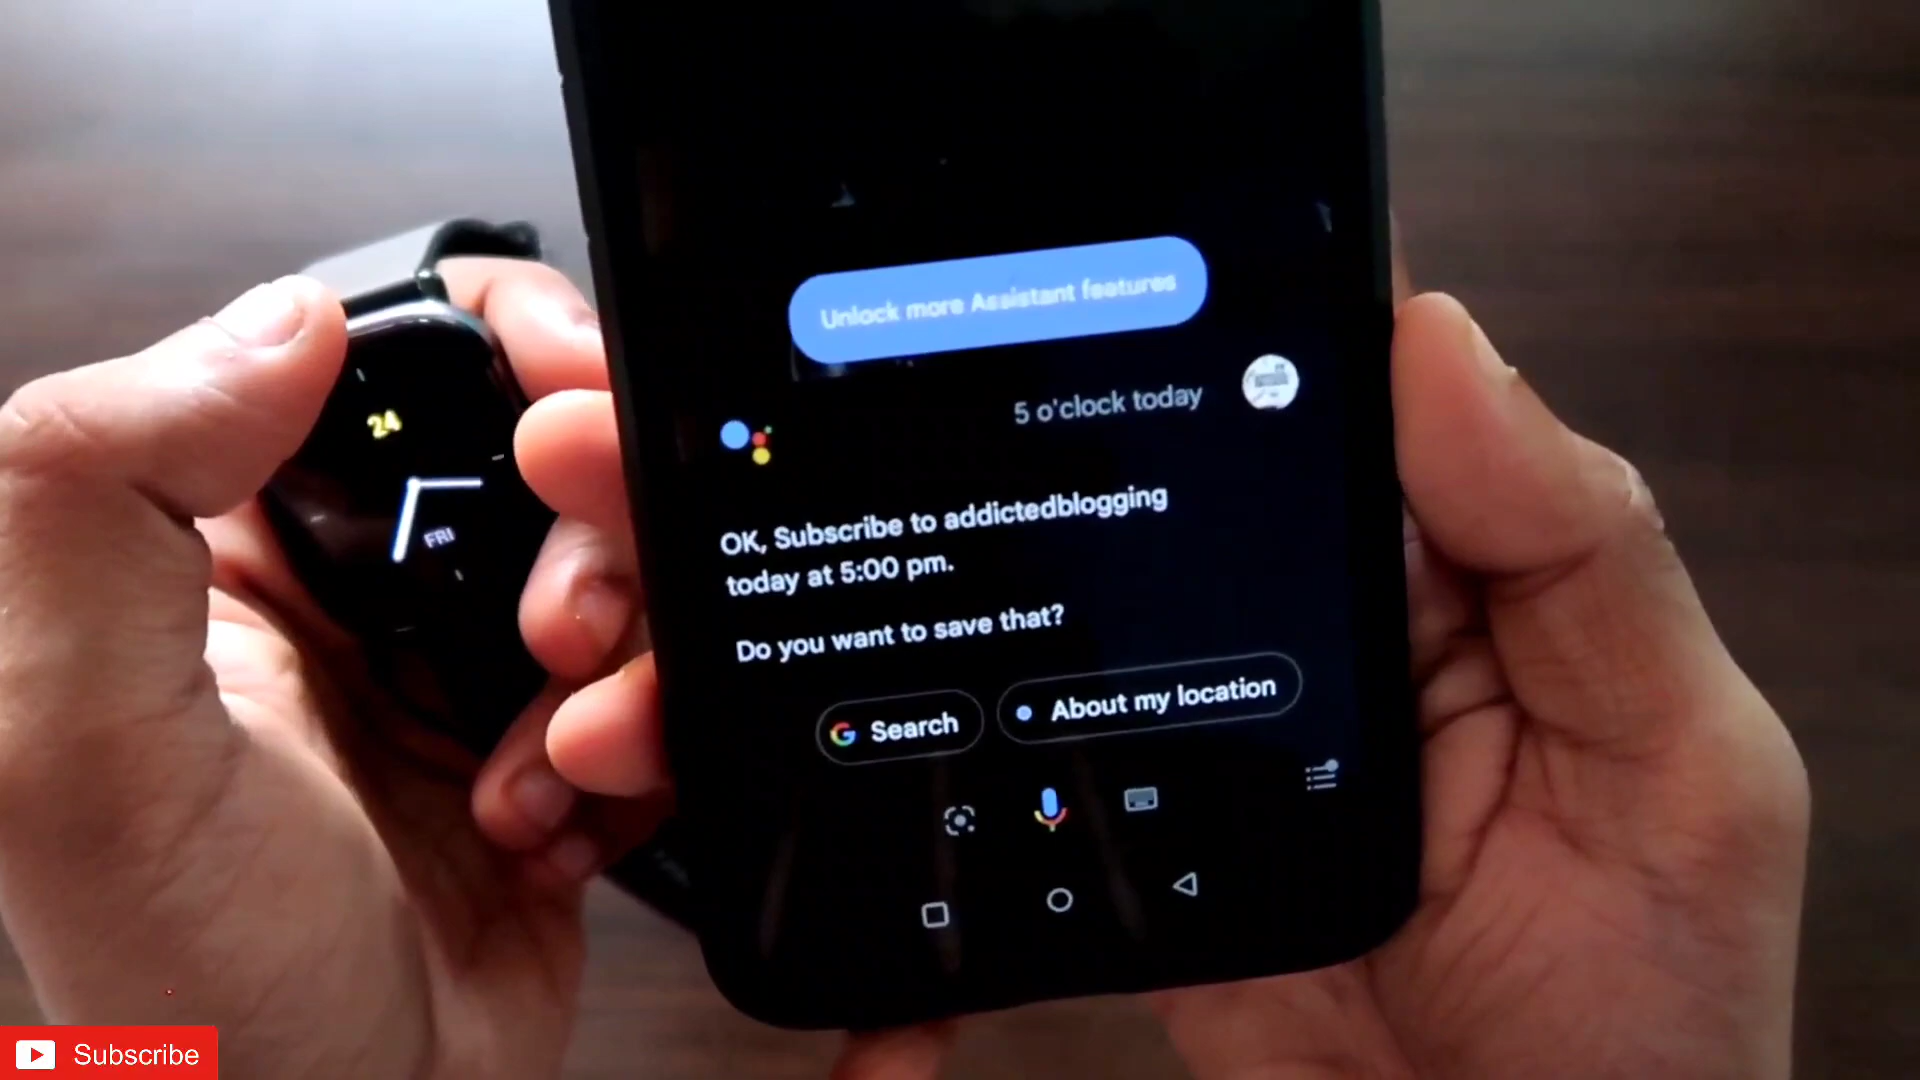 Unlock more Assistant features
5 o'clock today
24
FRI
OK, Subscribe to addictedblogging
today at 5:00 pm.
Do you want to save that?
G Search
About my location
Subscribe